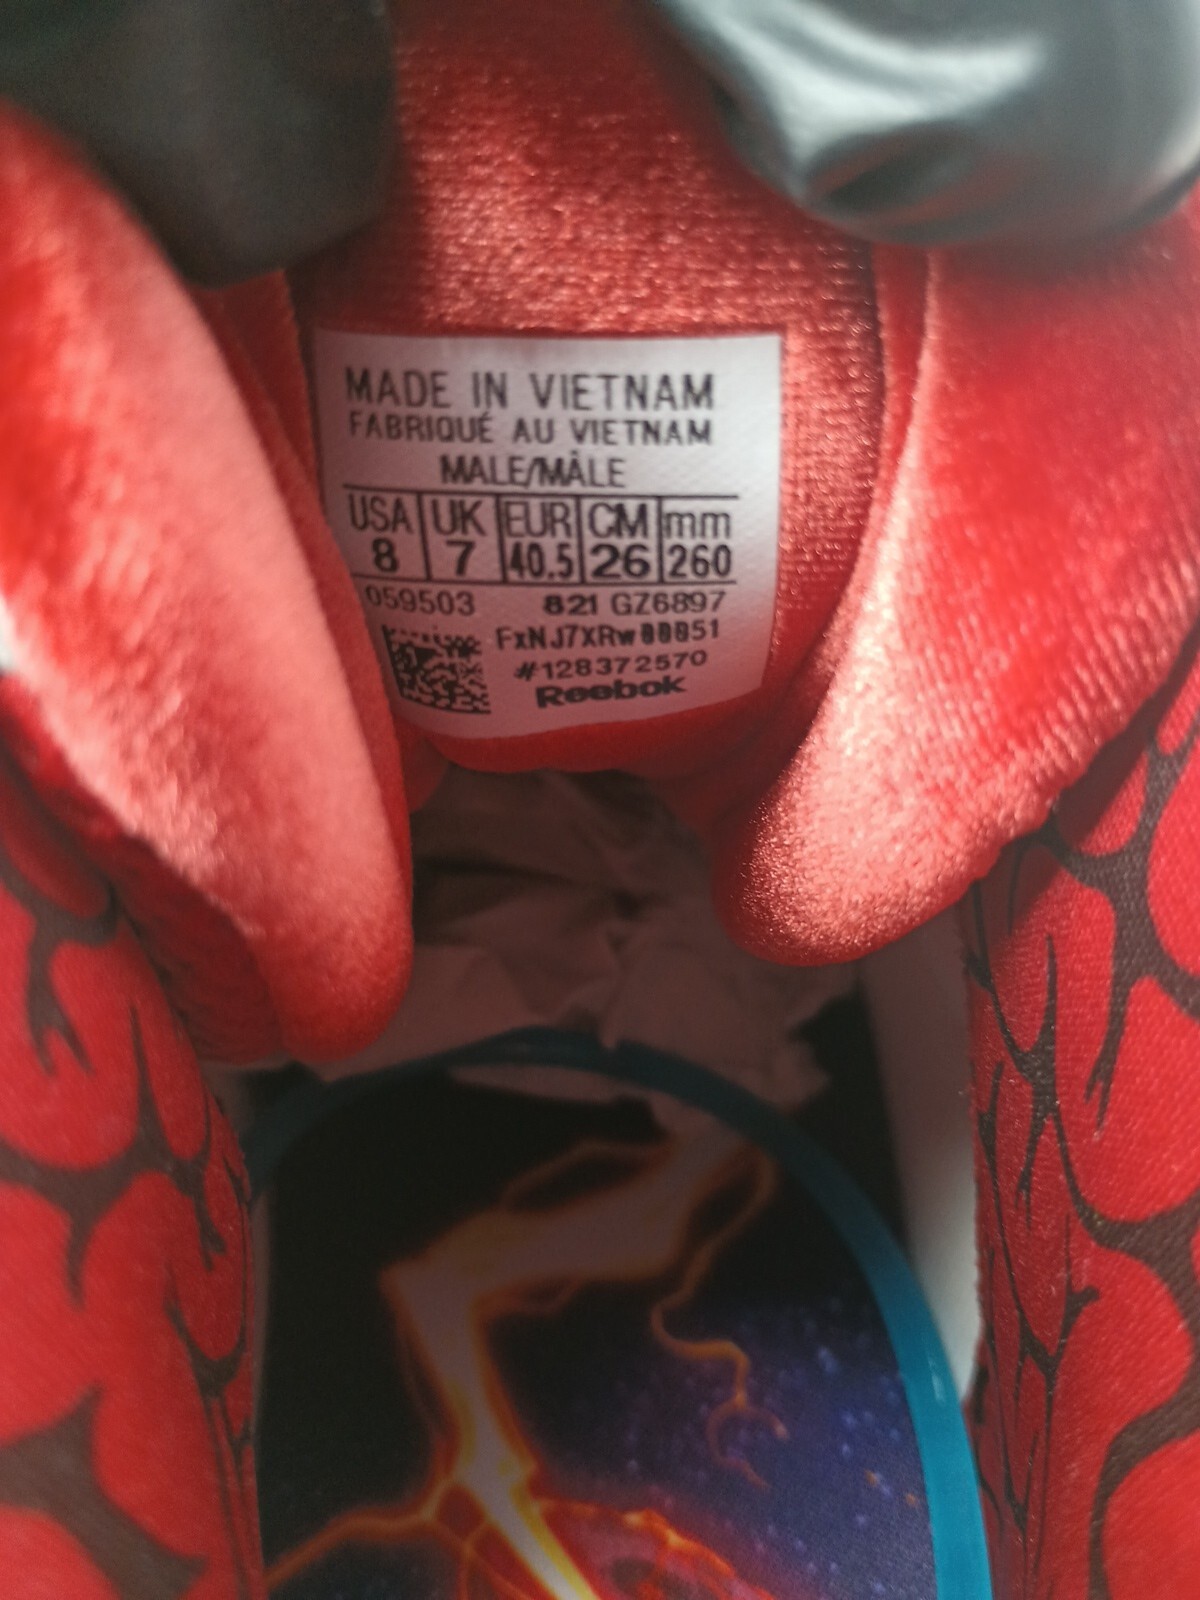 MADE IN VIETNAM
FABRIQUÉ AU VIETNAM
MALE/MÂLE
USA UK EUR CM mm
8 7 40.5 26 260
059503 821 GZ6897
FxNJ7XRw00051
#128372570
Reebok